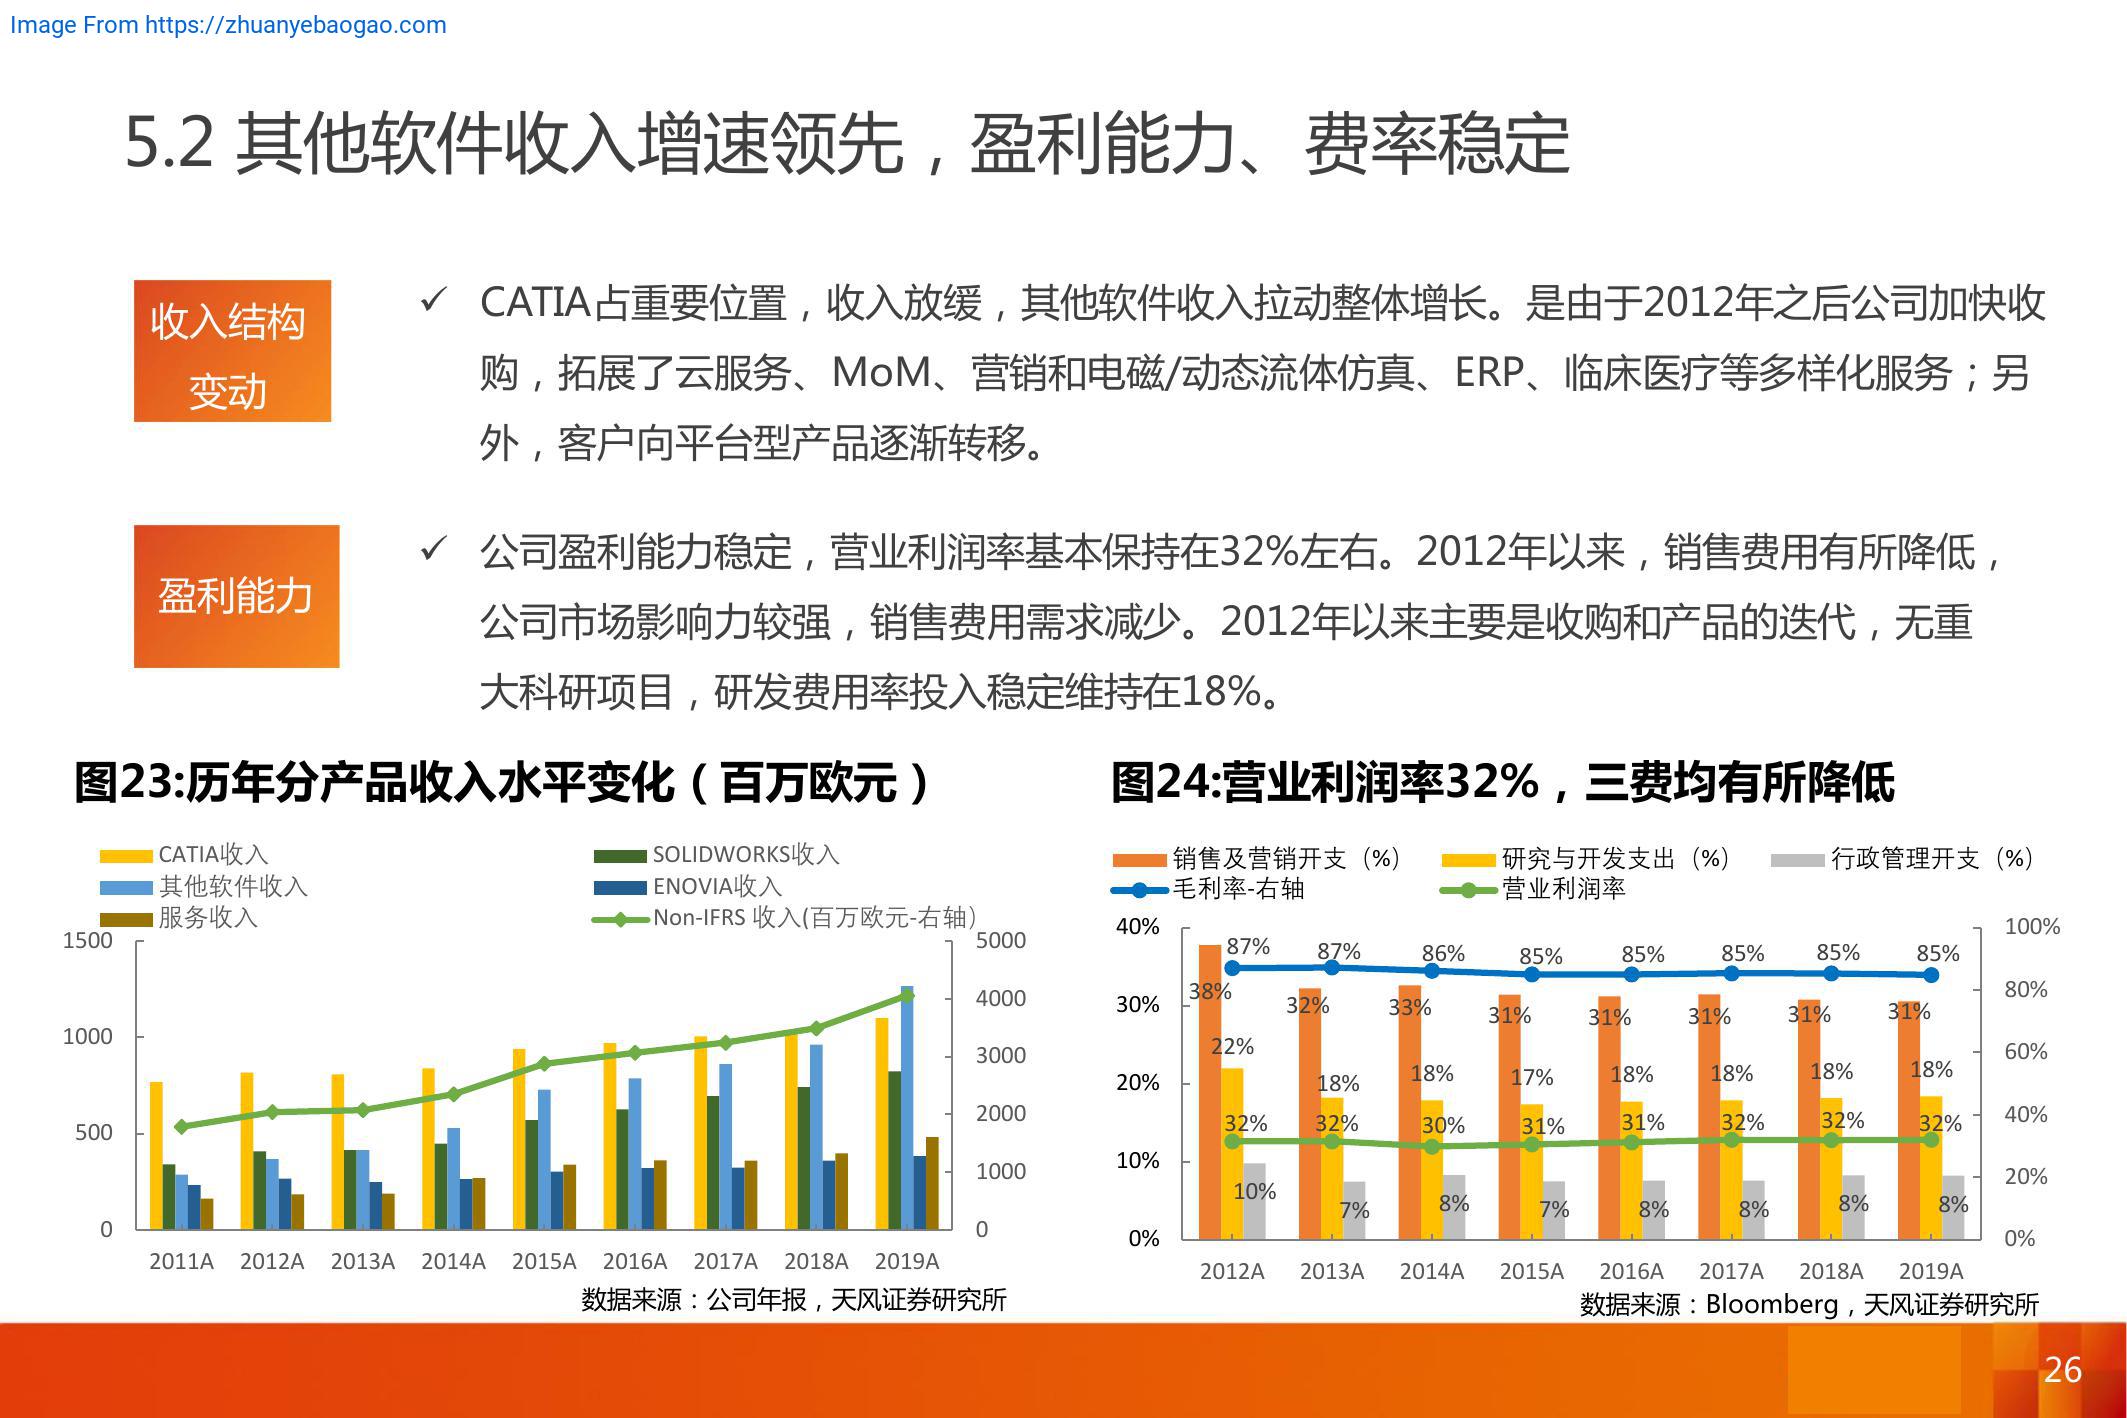 Image From https://zhuanyebaogao.com
5.2 其他软件收入增速领先，盈利能力、费率稳定
收入结构
变动
✓ CATIA占重要位置，收入放缓，其他软件收入拉动整体增长。是由于2012年之后公司加快收
购，拓展了云服务、MoM、营销和电磁/动态流体仿真、ERP、临床医疗等多样化服务；另
外，客户向平台型产品逐渐转移。
盈利能力
✓ 公司盈利能力稳定，营业利润率基本保持在32%左右。2012年以来，销售费用有所降低，
公司市场影响力较强，销售费用需求减少。2012年以来主要是收购和产品的迭代，无重
大科研项目，研发费用率投入稳定维持在18%。
图23:历年分产品收入水平变化（百万欧元）
CATIA收入 SOLIDWORKS收入
其他软件收入 ENOVIA收入
服务收入 Non-IFRS 收入(百万欧元-右轴)
1500 5000
4000
1000 3000
500 2000
1000
0 0
2011A 2012A 2013A 2014A 2015A 2016A 2017A 2018A 2019A
数据来源：公司年报，天风证券研究所
图24:营业利润率32%，三费均有所降低
销售及营销开支（%） 研究与开发支出（%） 行政管理开支（%）
毛利率-右轴 营业利润率
40% 100%
87% 87% 86% 85% 85% 85% 85% 85%
30% 80%
38% 32% 33% 31% 31% 31% 31% 31%
60%
22% 18% 18% 17% 18% 18% 18% 18%
20%
40%
32% 32% 30% 31% 31% 32% 32% 32%
10% 20%
10% 7% 8% 7% 8% 8% 8% 8%
0% 0%
2012A 2013A 2014A 2015A 2016A 2017A 2018A 2019A
数据来源：Bloomberg，天风证券研究所
26